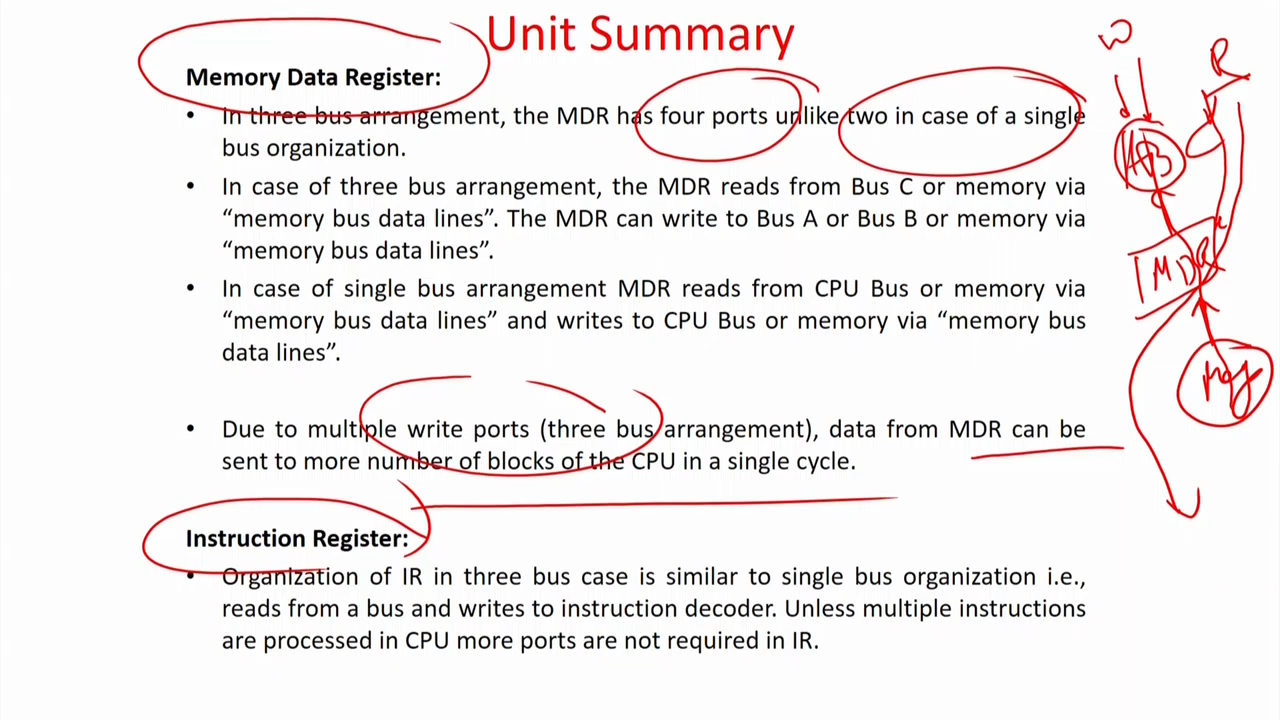 Unit Summary
Memory Data Register:
• In three bus arrangement, the MDR has four ports unlike two in case of a single
bus organization.
• In case of three bus arrangement, the MDR reads from Bus C or memory via
“memory bus data lines”. The MDR can write to Bus A or Bus B or memory via
“memory bus data lines”.
• In case of single bus arrangement MDR reads from CPU Bus or memory via
“memory bus data lines” and writes to CPU Bus or memory via “memory bus
data lines”.
• Due to multiple write ports (three bus arrangement), data from MDR can be
sent to more number of blocks of the CPU in a single cycle.
Instruction Register:
• Organization of IR in three bus case is similar to single bus organization i.e.,
reads from a bus and writes to instruction decoder. Unless multiple instructions
are processed in CPU more ports are not required in IR.
R
MDR